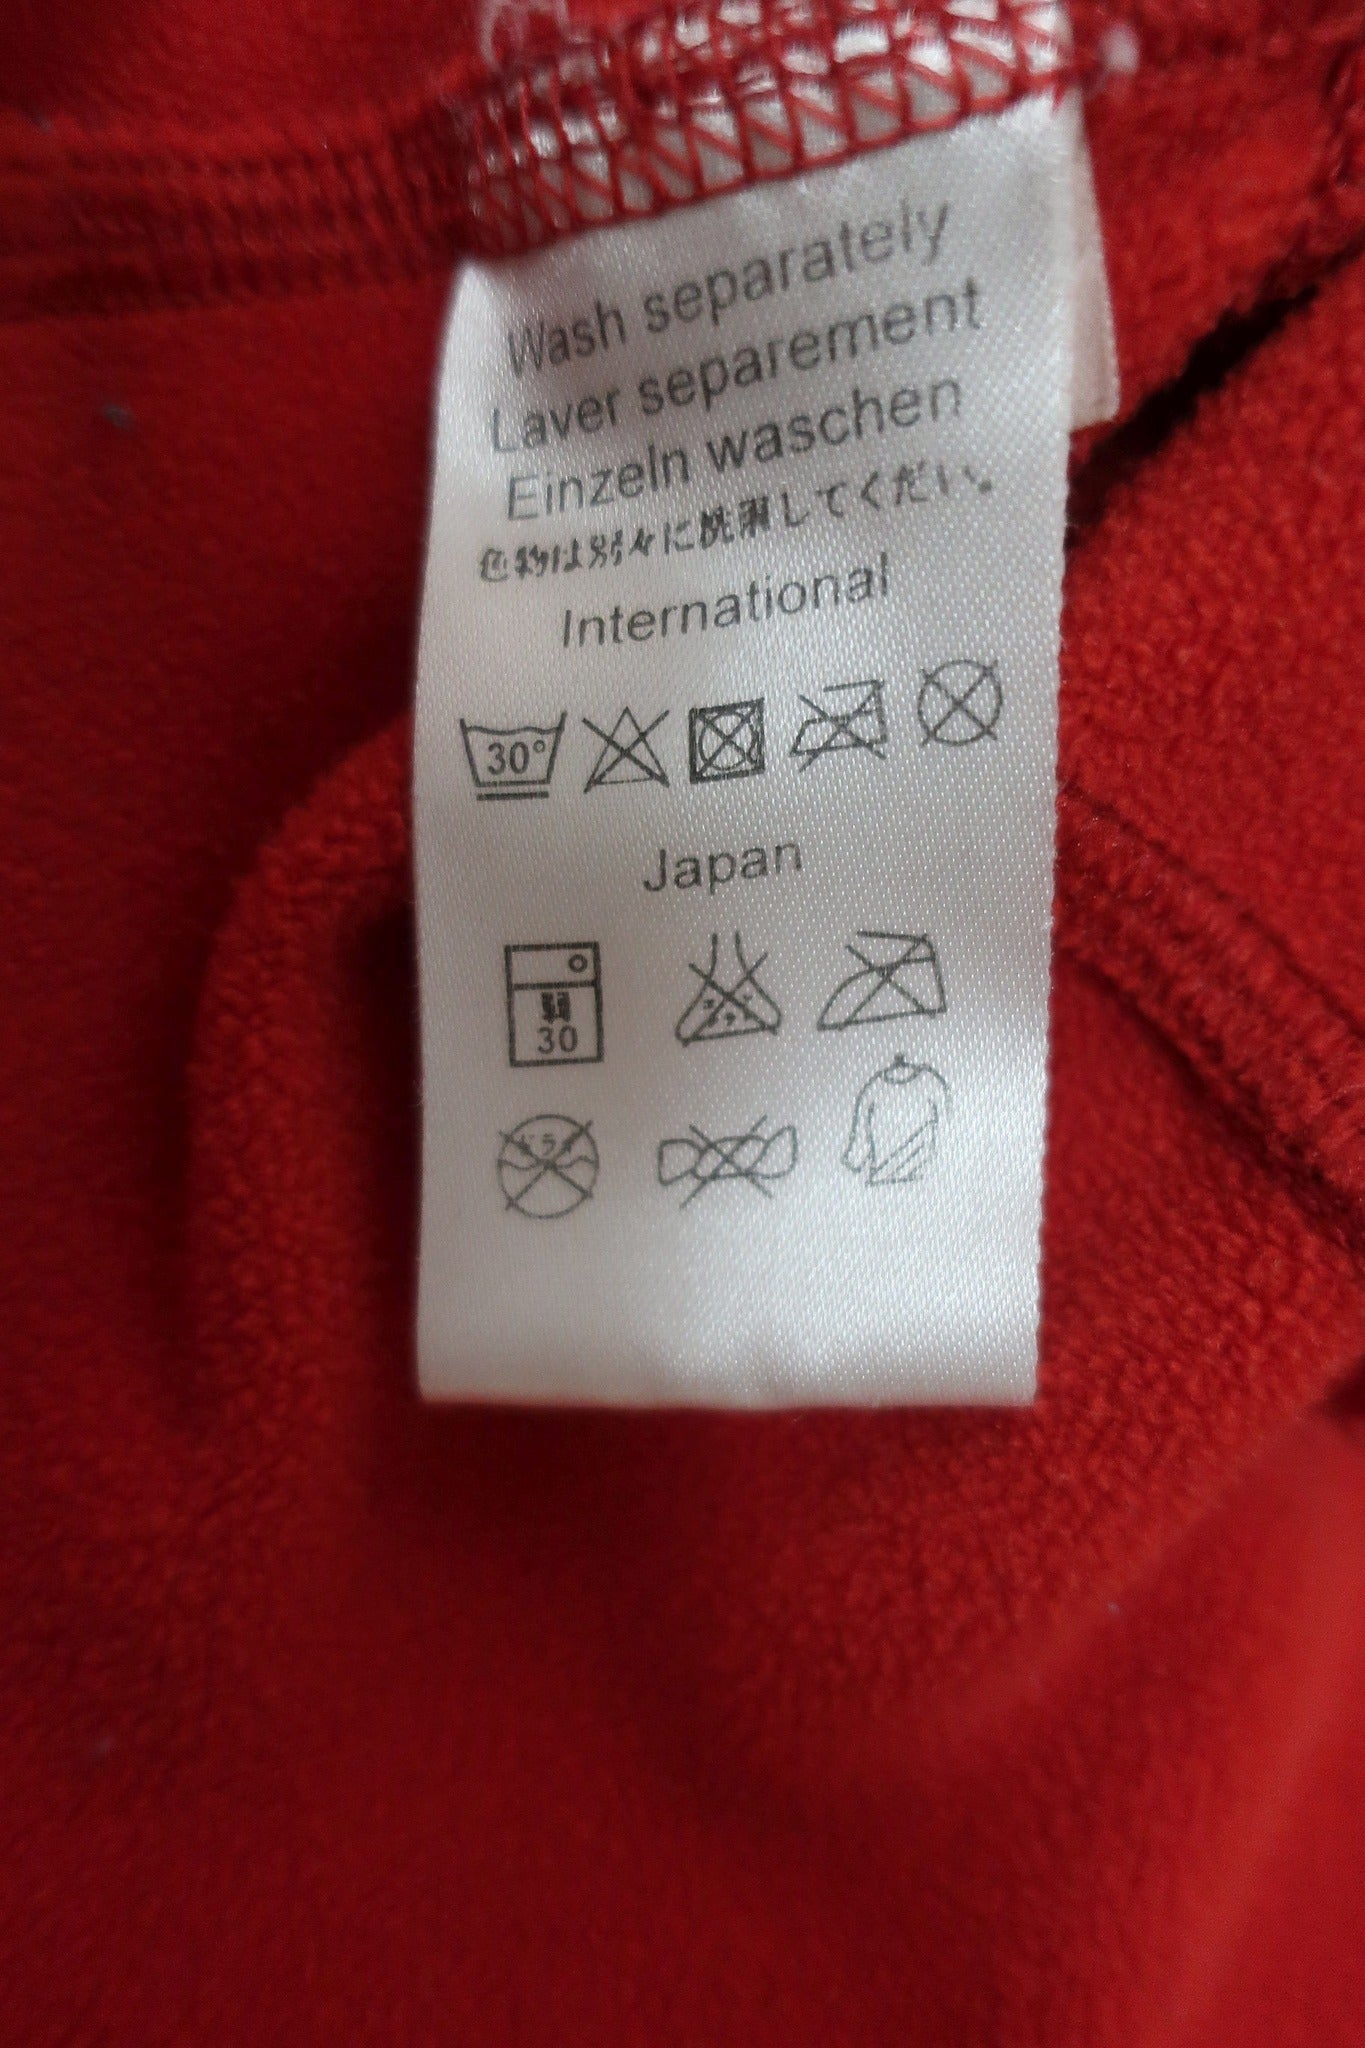 Wash separately
Laver separement
Einzeln waschen
色物は別々に洗濯してください。
International
30°
Japan
弱
30